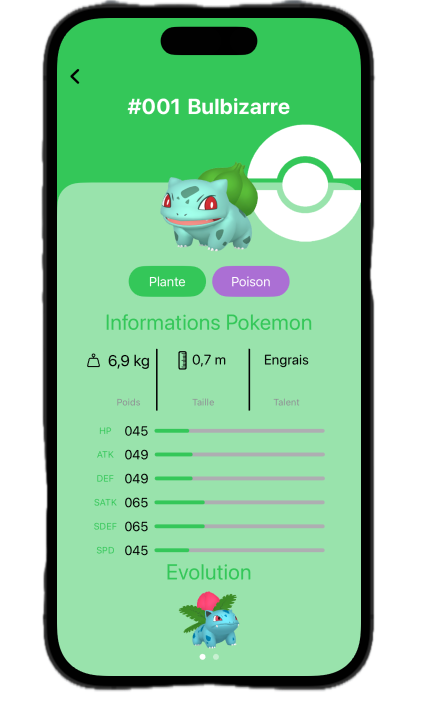 #001 Bulbizarre
Plante Poison
Informations Pokemon
6,9 kg 0,7 m Engrais
Poids Taille Talent
HP 045
ATK 049
DEF 049
SATK 065
SDEF 065
SPD 045
Evolution